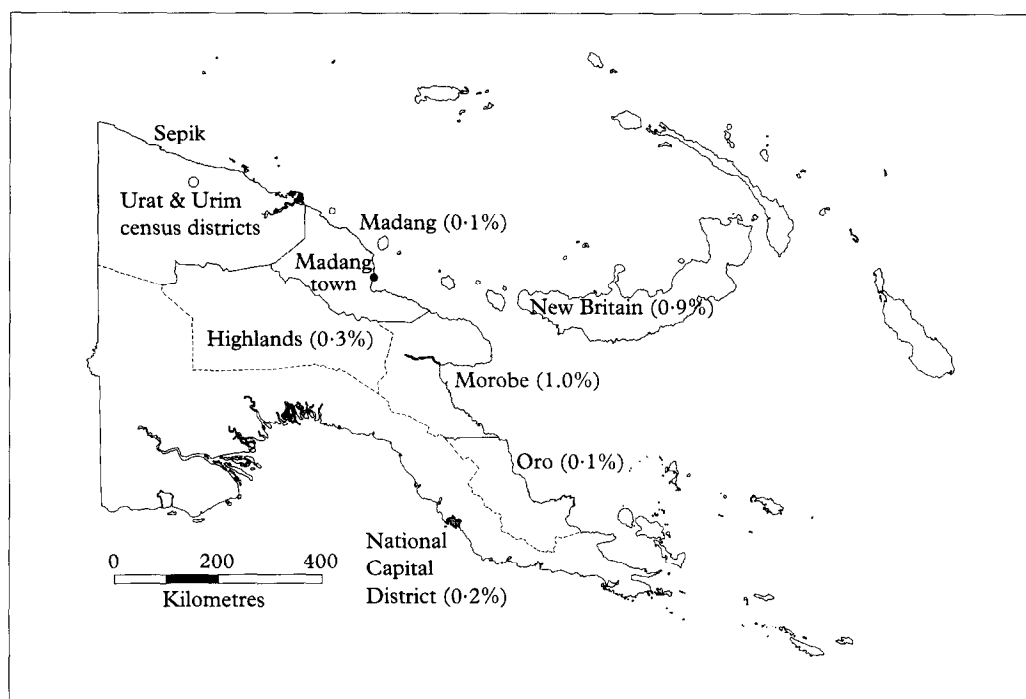 Sepik
Urat & Urim
census districts
Madang (0·1%)
Madang
town
New Britain (0·9%)
Highlands (0·3%)
Morobe (1.0%)
Oro (0·1%)
National
Capital
District (0·2%)
0 200 400
Kilometres